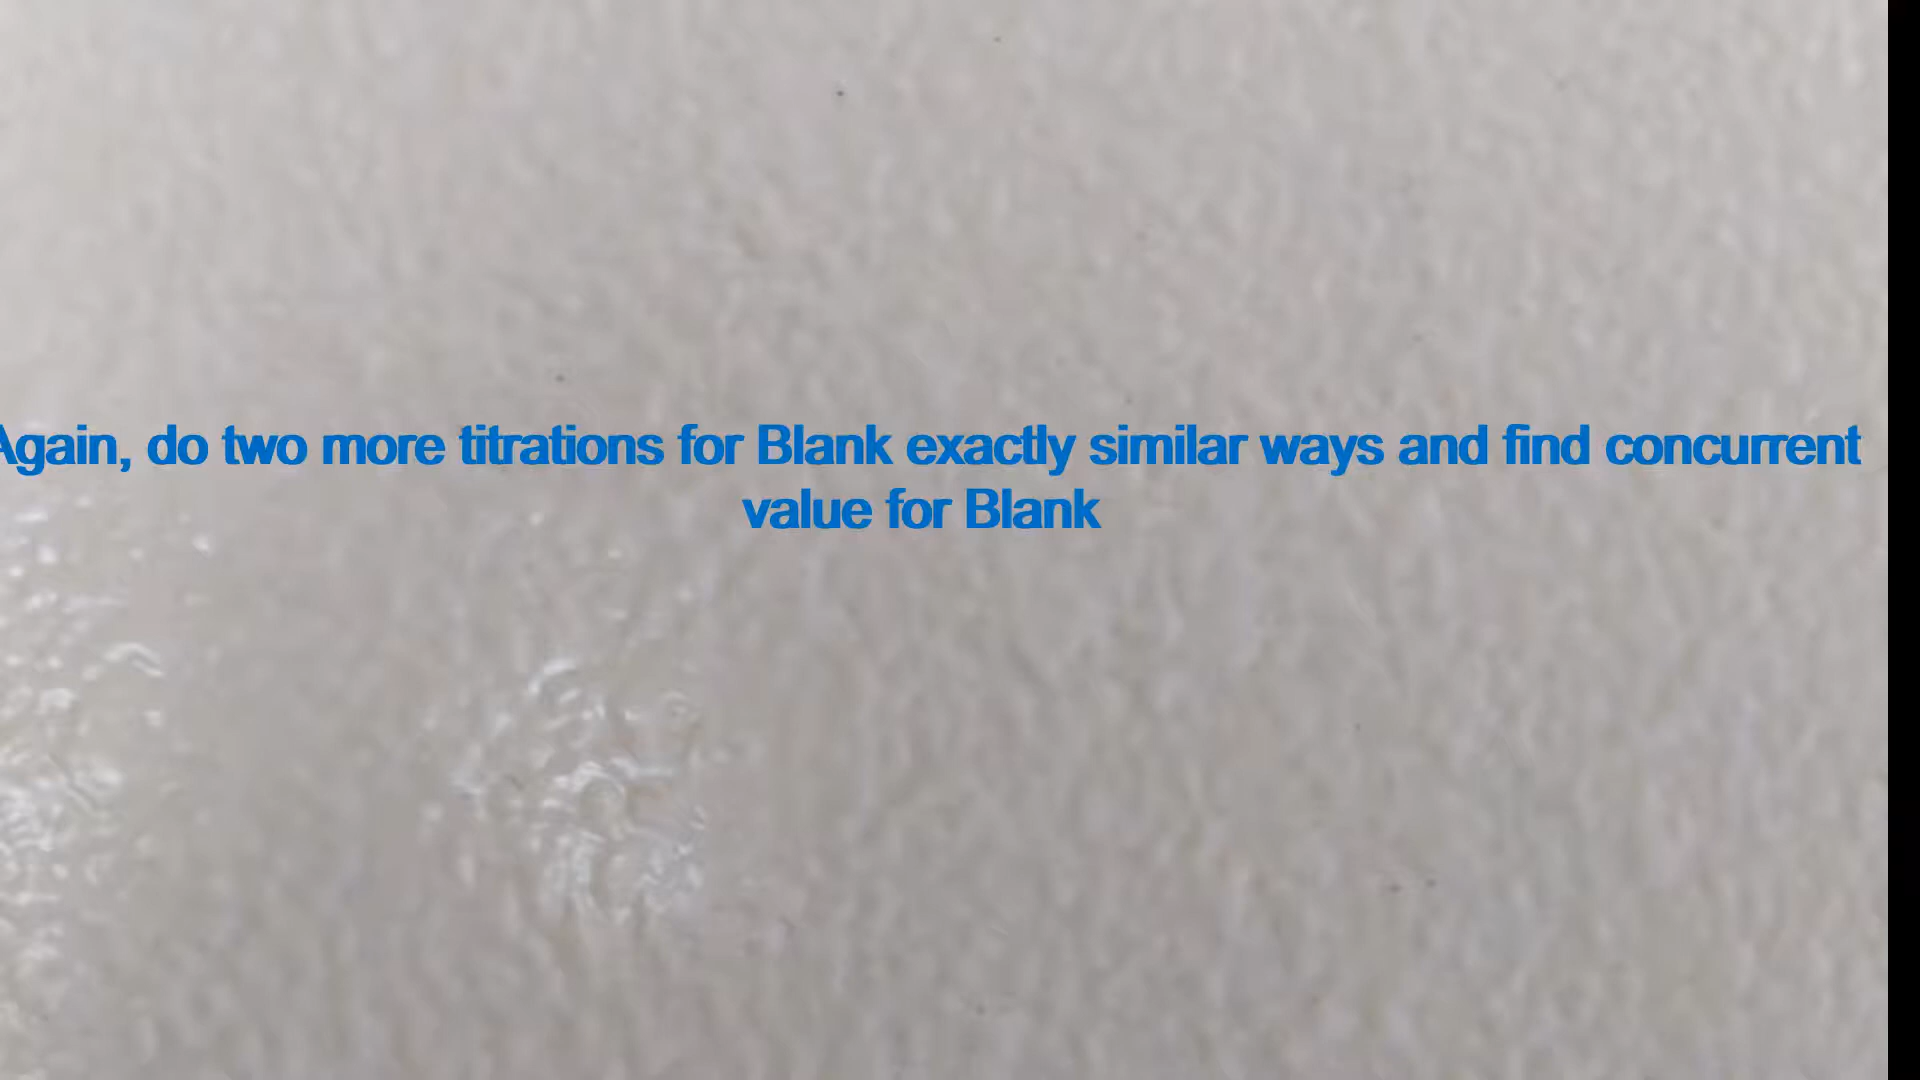 Again, do two more titrations for Blank exactly similar ways and find concurrent
value for Blank